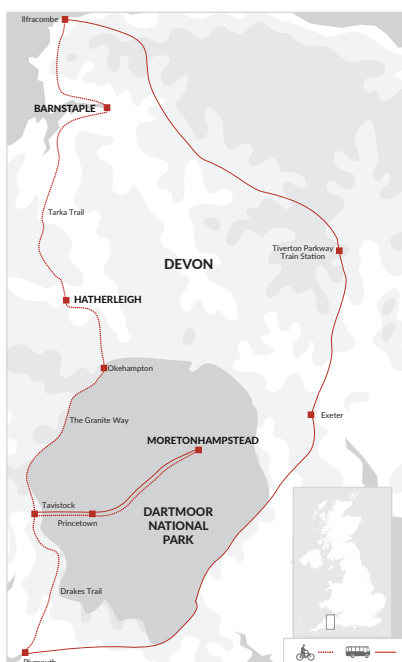 Ilfracombe
BARNSTAPLE
Tarka Trail
DEVON
Tiverton Parkway
Train Station
HATHERLEIGH
Okehampton
The Granite Way
Exeter
MORETONHAMPSTEAD
Tavistock
Princetown
DARTMOOR
NATIONAL
PARK
Drakes Trail
Plymouth